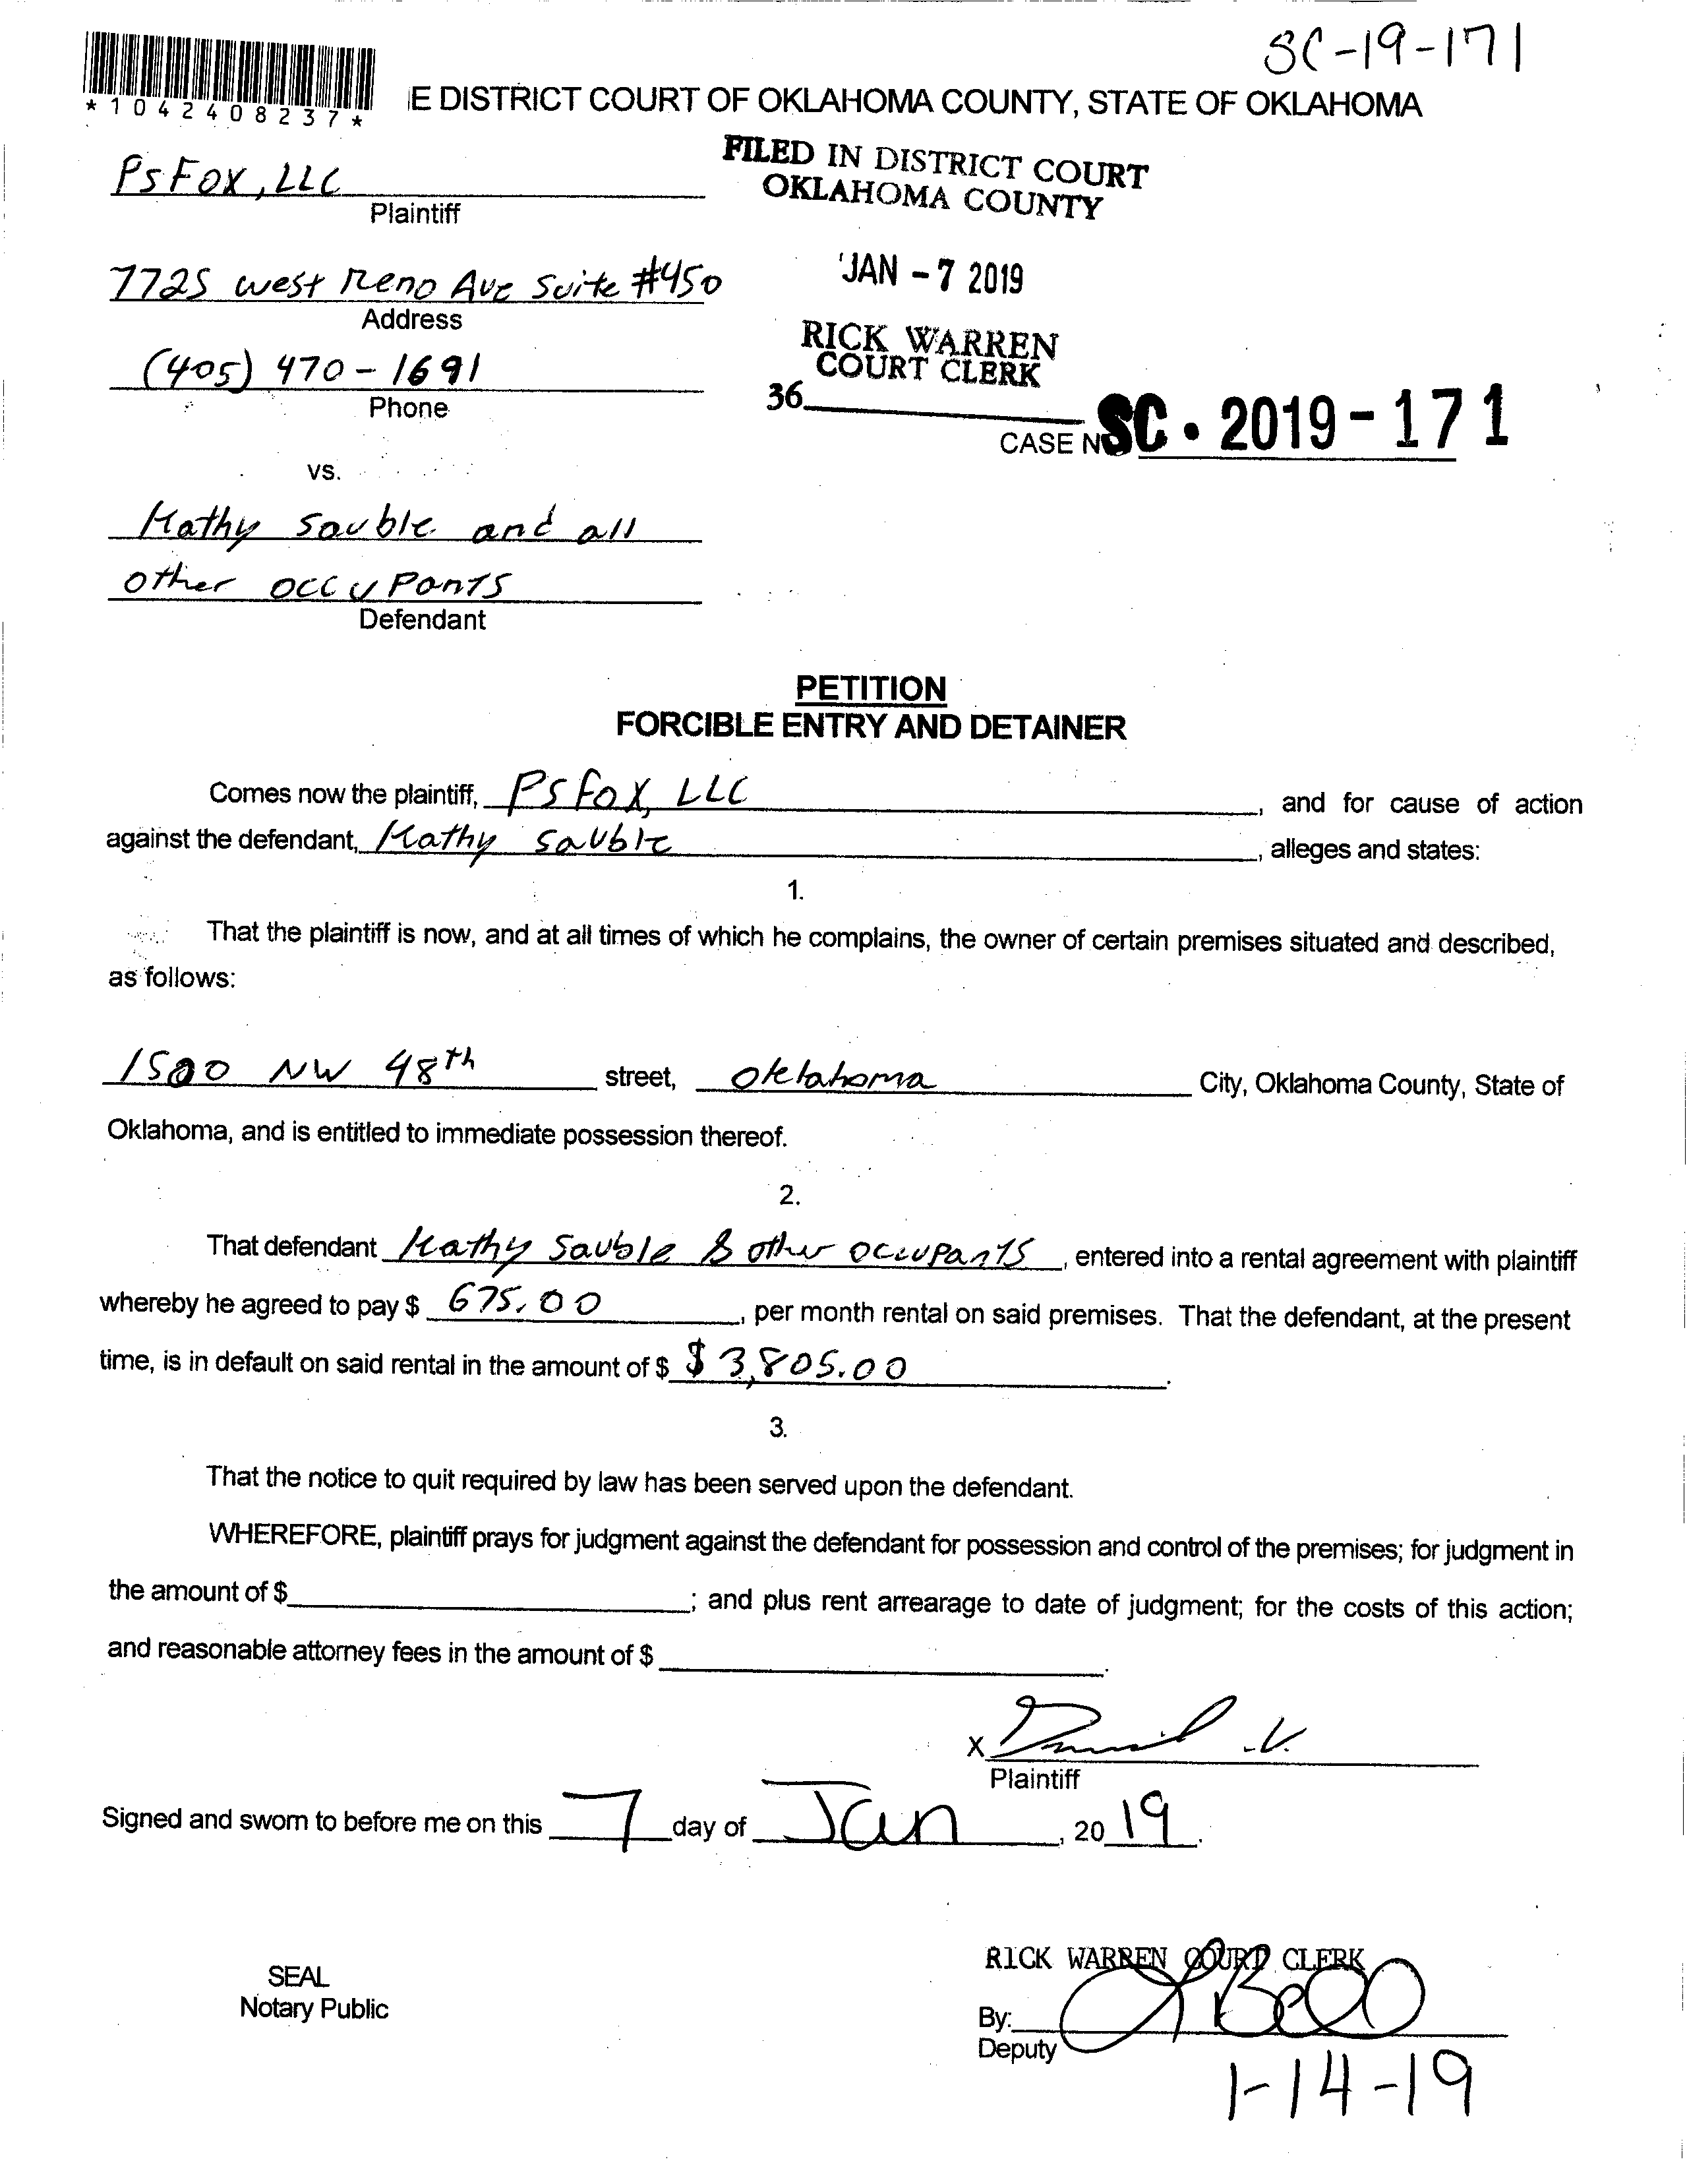 SC-19-171
*1042408237*
E DISTRICT COURT OF OKLAHOMA COUNTY, STATE OF OKLAHOMA
FILED IN DISTRICT COURT
OKLAHOMA COUNTY
PS FOX, LLC
Plaintiff
JAN - 7 2019
7725 West Reno Ave Suite #450
Address
RICK WARREN
COURT CLERK
(405) 470-1691
Phone
36
CASE NO SC • 2019 - 171
vs.
Kathy Sauble and all
other occupants
Defendant
PETITION
FORCIBLE ENTRY AND DETAINER
Comes now the plaintiff, PS Fox, LLC, and for cause of action
against the defendant, Kathy Sauble, alleges and states:
1.
That the plaintiff is now, and at all times of which he complains, the owner of certain premises situated and described,
as follows:
1500 NW 48th street, Oklahoma City, Oklahoma County, State of
Oklahoma, and is entitled to immediate possession thereof.
2.
That defendant Kathy Sauble & other occupants, entered into a rental agreement with plaintiff
whereby he agreed to pay $ 675.00, per month rental on said premises. That the defendant, at the present
time, is in default on said rental in the amount of $ $3,805.00.
3.
That the notice to quit required by law has been served upon the defendant.
WHEREFORE, plaintiff prays for judgment against the defendant for possession and control of the premises; for judgment in
the amount of $ ; and plus rent arrearage to date of judgment; for the costs of this action;
and reasonable attorney fees in the amount of $ .
X
Plaintiff
Signed and sworn to before me on this 7 day of Jan, 2019.
RICK WARREN COURT CLERK
SEAL
Notary Public
By:
Deputy
1-14-19